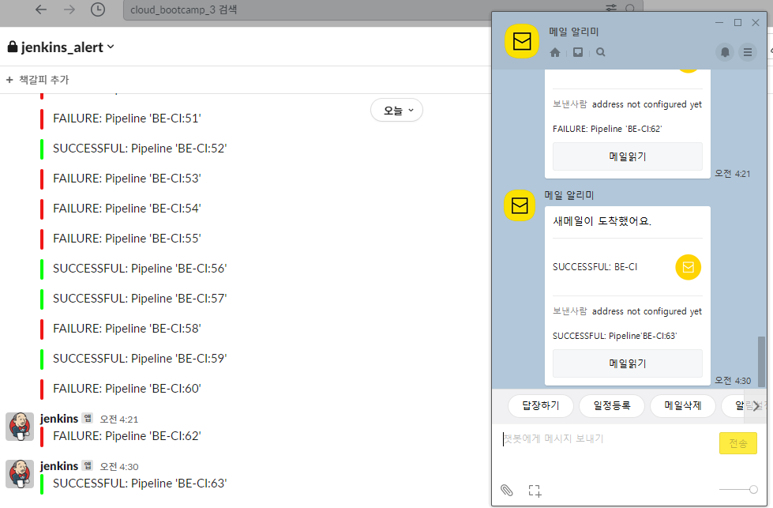 cloud_bootcamp_3 검색
jenkins_alert
+ 책갈피 추가
오늘
FAILURE: Pipeline 'BE-CI:51'
SUCCESSFUL: Pipeline 'BE-CI:52'
FAILURE: Pipeline 'BE-CI:53'
FAILURE: Pipeline 'BE-CI:54'
FAILURE: Pipeline 'BE-CI:55'
SUCCESSFUL: Pipeline 'BE-CI:56'
SUCCESSFUL: Pipeline 'BE-CI:57'
FAILURE: Pipeline 'BE-CI:58'
SUCCESSFUL: Pipeline 'BE-CI:59'
FAILURE: Pipeline 'BE-CI:60'
jenkins 앱 오전 4:21
FAILURE: Pipeline 'BE-CI:62'
jenkins 앱 오전 4:30
SUCCESSFUL: Pipeline 'BE-CI:63'
메일 알리미
보낸사람 address not configured yet
FAILURE: Pipeline 'BE-CI:62'
메일읽기
오전 4:21
메일 알리미
새메일이 도착했어요.
SUCCESSFUL: BE-CI
보낸사람 address not configured yet
SUCCESSFUL: Pipeline'BE-CI:63'
메일읽기
오전 4:30
답장하기 일정등록 메일삭제
챗봇에게 메시지 보내기
전송